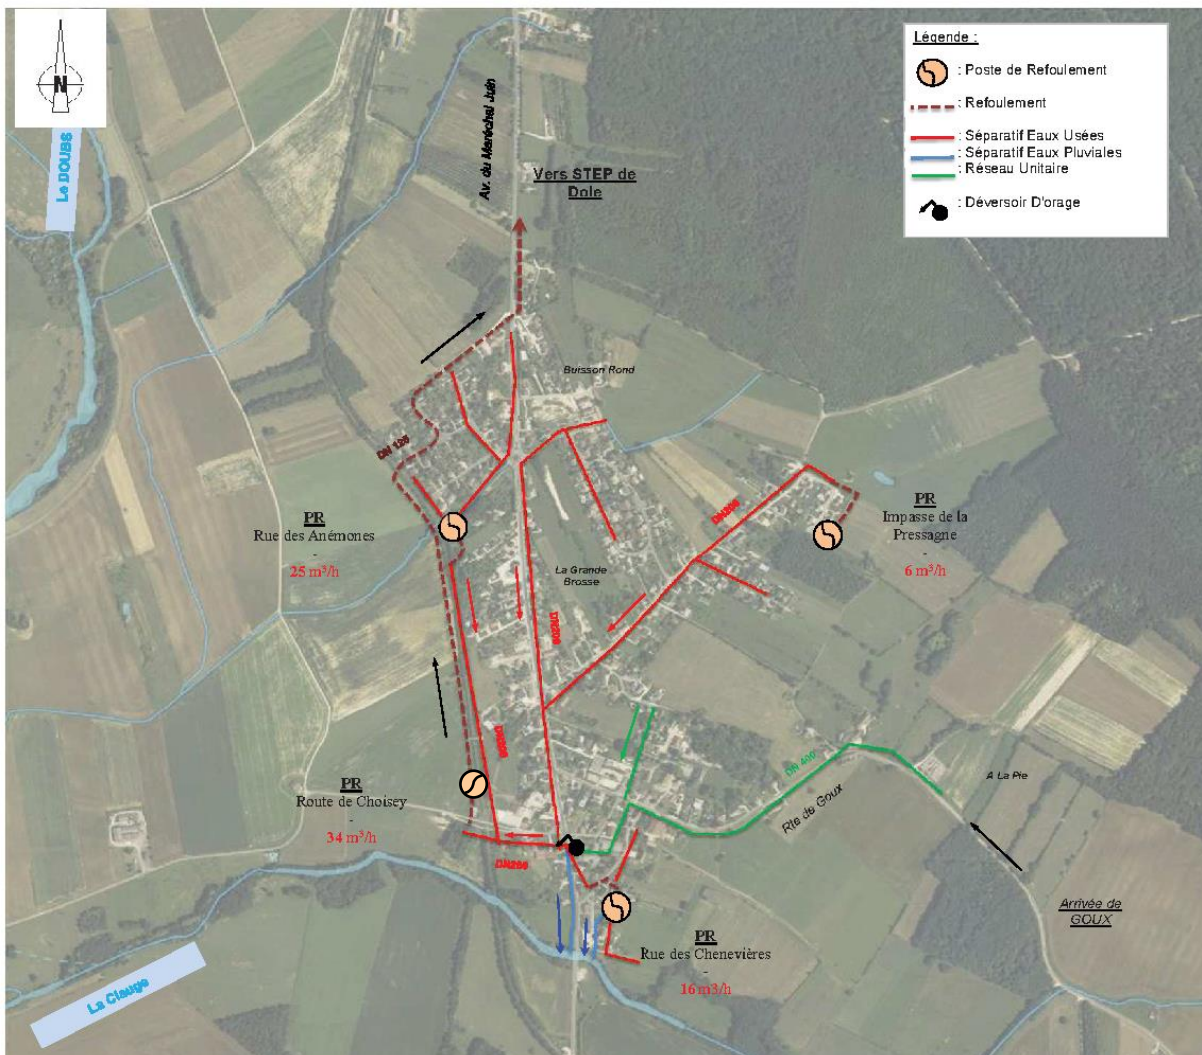 N
Le DOUBS
Av. du Maréchal Juin
Vers STEP de
Dole
Légende :
: Poste de Refoulement
: Refoulement
: Séparatif Eaux Usées
: Séparatif Eaux Pluviales
: Réseau Unitaire
: Déversoir D'orage
Buisson Rond
DN 125
PR
Rue des Anémones
-
25 m³/h
DN200
PR
Impasse de la
Pressagne
-
6 m³/h
La Grande
Brosse
DN200
DN200
PR
Route de Choisey
-
34 m³/h
DN 400
Rte de Goux
A La Pie
DN200
Arrivée de
GOUX
PR
Rue des Chenevières
-
16 m3/h
La Clauge